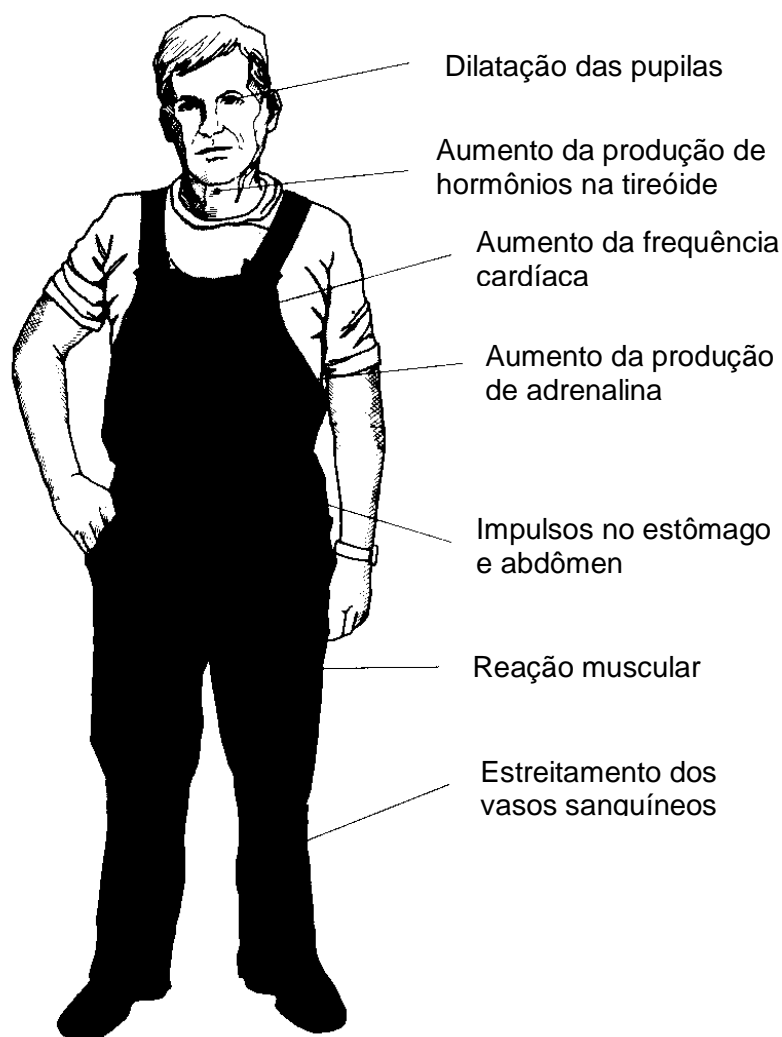 Dilatação das pupilas
Aumento da produção de
hormônios na tireóide
Aumento da frequência
cardíaca
Aumento da produção
de adrenalina
Impulsos no estômago
e abdômen
Reação muscular
Estreitamento dos
vasos sanguíneos